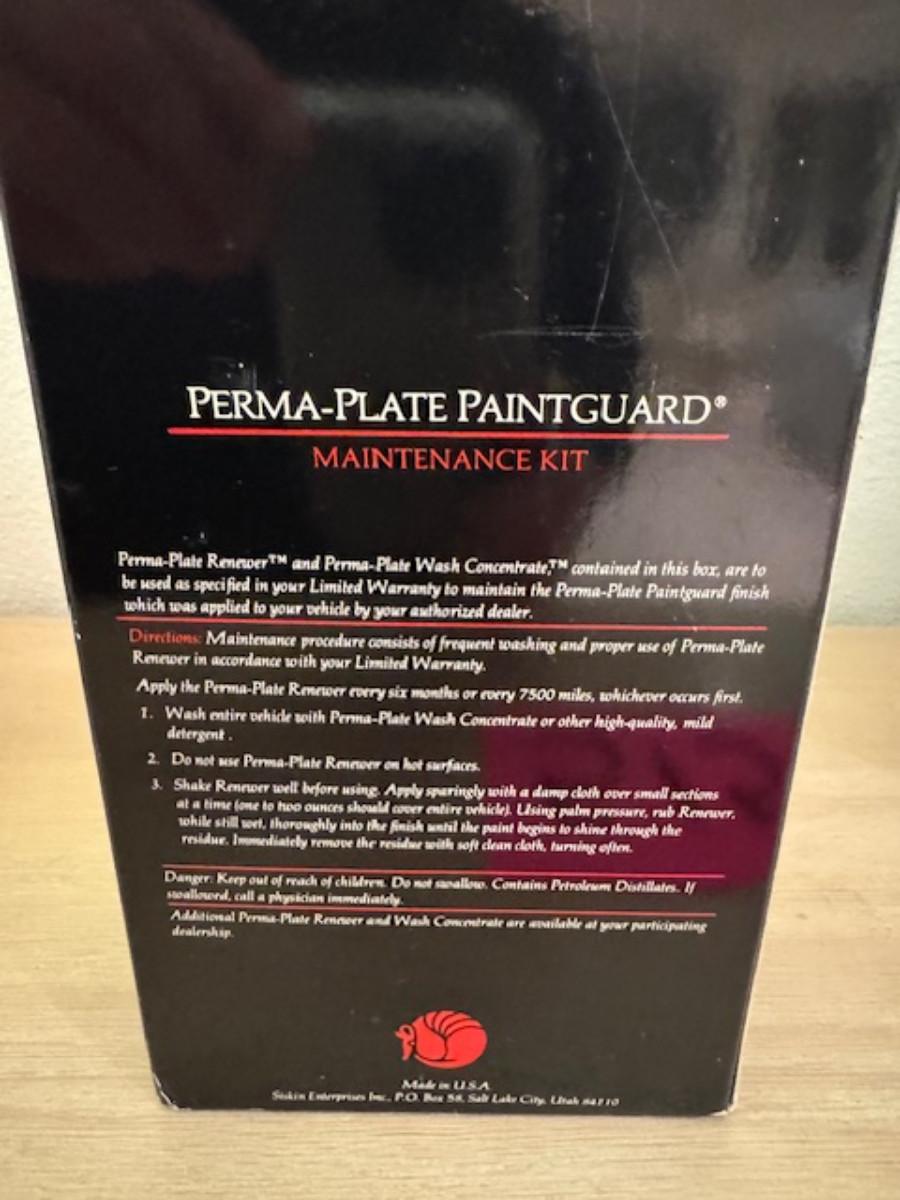 PERMA-PLATE PAINTGUARD®
MAINTENANCE KIT
Perma-Plate Renewer™ and Perma-Plate Wash Concentrate,™ contained in this box, are to
be used as specified in your Limited Warranty to maintain the Perma-Plate Paintguard finish
which was applied to your vehicle by your authorized dealer.
Directions: Maintenance procedure consists of frequent washing and proper use of Perma-Plate
Renewer in accordance with your Limited Warranty.
Apply the Perma-Plate Renewer every six months or every 7500 miles, whichever occurs first.
1. Wash entire vehicle with Perma-Plate Wash Concentrate or other high-quality, mild
detergent .
2. Do not use Perma-Plate Renewer on hot surfaces.
3. Shake Renewer well before using. Apply sparingly with a damp cloth over small sections
at a time (one to two ounces should cover entire vehicle). Using palm pressure, rub Renewer,
while still wet, thoroughly into the finish until the paint begins to shine through the
residue. Immediately remove the residue with soft clean cloth, turning often.
Danger: Keep out of reach of children. Do not swallow. Contains Petroleum Distillates. If
swallowed, call a physician immediately.
Additional Perma-Plate Renewer and Wash Concentrate are available at your participating
dealership.
Made in U.S.A.
Siskin Enterprises Inc., P.O. Box 58, Salt Lake City, Utah 84110